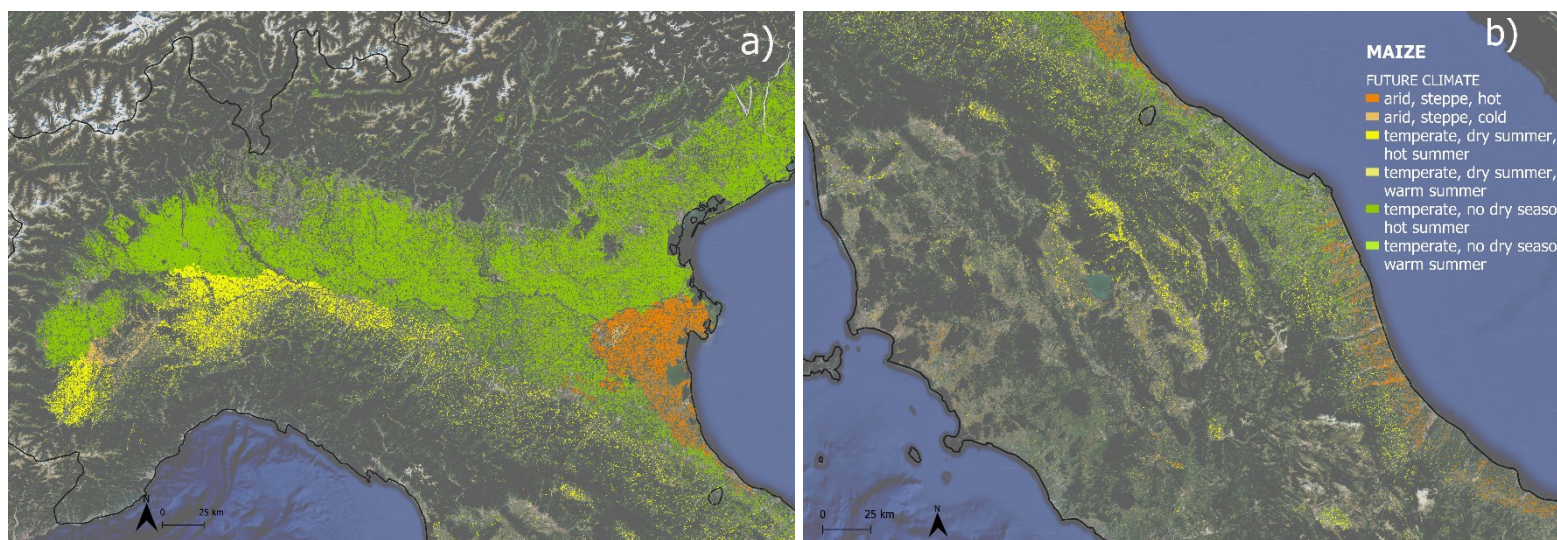 a)
N
0 25 km
b)
MAIZE
FUTURE CLIMATE
arid, steppe, hot
arid, steppe, cold
temperate, dry summer,
hot summer
temperate, dry summer,
warm summer
temperate, no dry seaso
hot summer
temperate, no dry seaso
warm summer
N
0 25 km